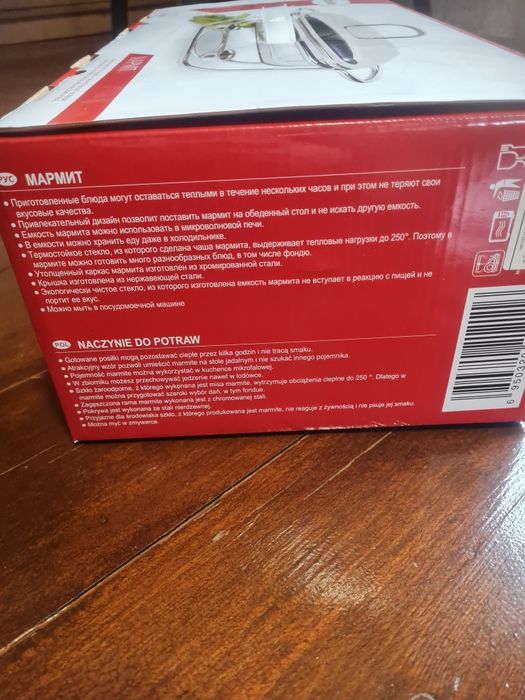 РУС МАРМИТ
• Приготовленные блюда могут оставаться теплыми в течение нескольких часов и при этом не теряют свои
вкусовые качества.
• Привлекательный дизайн позволит поставить мармит на обеденный стол и не искать другую емкость.
• Емкость мармита можно использовать в микроволновой печи.
• В емкости можно хранить еду даже в холодильнике.
• Термостойкое стекло, из которого сделана чаша мармита, выдерживает тепловые нагрузки до 250°. Поэтому в
мармите можно готовить много разнообразных блюд, в том числе фондю.
• Утолщенный каркас мармита изготовлен из хромированной стали.
• Крышка изготовлена из нержавеющей стали.
• Экологически чистое стекло, из которого изготовлена емкость мармита не вступает в реакцию с пищей и не
портит ее вкус.
• Можно мыть в посудомоечной машине
POL NACZYNIE DO POTRAW
• Gotowane posiłki mogą pozostawać ciepłe przez kilka godzin i nie tracą smaku.
• Atrakcyjny wzór pozwoli umieścić marmite na stole jadalnym i nie szukać innego pojemnika.
• Pojemność marmite można wykorzystać w kuchence mikrofalowej.
• W zbiorniku możesz przechowywać jedzenie nawet w lodówce.
• Szkło żaroodporne, z którego wykonana jest misa marmite, wytrzymuje obciążenia cieplne do 250 °. Dlatego w
marmite można przygotować szeroki wybór dań, w tym fondue.
• Zagęszczona rama marmite wykonana jest z chromowanej stali.
• Pokrywa jest wykonana ze stali nierdzewnej.
• Przyjazne dla środowiska szkło, z którego produkowana jest marmite, nie reaguje z żywnością i nie psuje jej smaku.
• Można myć w zmywarce.